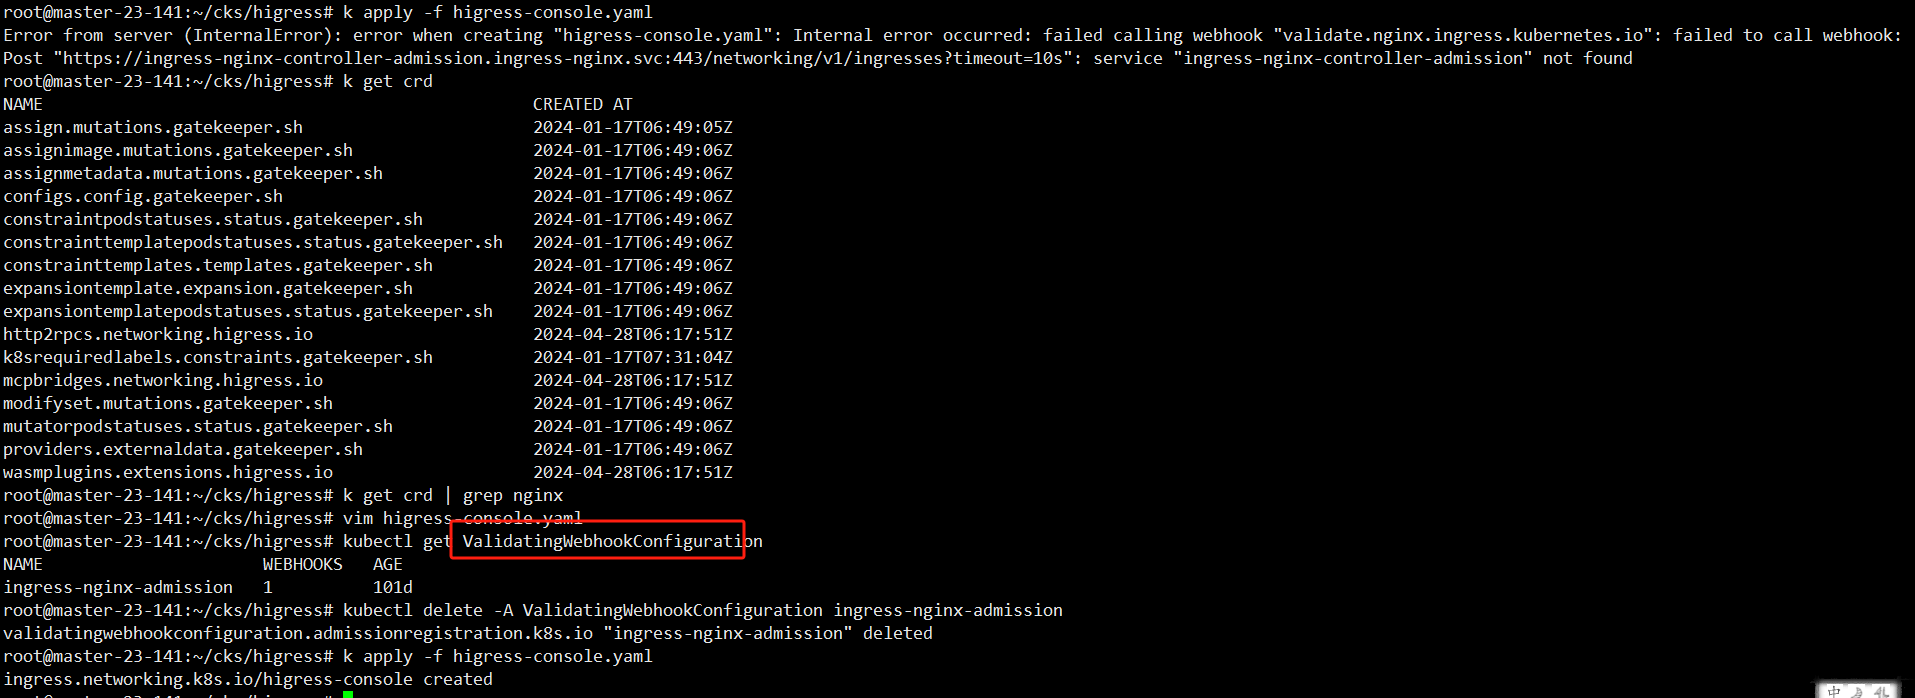 root@master-23-141:~/cks/higress# k apply -f higress-console.yaml
Error from server (InternalError): error when creating "higress-console.yaml": Internal error occurred: failed calling webhook "validate.nginx.ingress.kubernetes.io": failed to call webhook:
Post "https://ingress-nginx-controller-admission.ingress-nginx.svc:443/networking/v1/ingresses?timeout=10s": service "ingress-nginx-controller-admission" not found
root@master-23-141:~/cks/higress# k get crd
NAME CREATED AT
assign.mutations.gatekeeper.sh 2024-01-17T06:49:05Z
assignimage.mutations.gatekeeper.sh 2024-01-17T06:49:06Z
assignmetadata.mutations.gatekeeper.sh 2024-01-17T06:49:06Z
configs.config.gatekeeper.sh 2024-01-17T06:49:06Z
constraintpodstatuses.status.gatekeeper.sh 2024-01-17T06:49:06Z
constrainttemplatepodstatuses.status.gatekeeper.sh 2024-01-17T06:49:06Z
constrainttemplates.templates.gatekeeper.sh 2024-01-17T06:49:06Z
expansiontemplate.expansion.gatekeeper.sh 2024-01-17T06:49:06Z
expansiontemplatepodstatuses.status.gatekeeper.sh 2024-01-17T06:49:06Z
http2rpcs.networking.higress.io 2024-04-28T06:17:51Z
k8srequiredlabels.constraints.gatekeeper.sh 2024-01-17T07:31:04Z
mcpbridges.networking.higress.io 2024-04-28T06:17:51Z
modifyset.mutations.gatekeeper.sh 2024-01-17T06:49:06Z
mutatorpodstatuses.status.gatekeeper.sh 2024-01-17T06:49:06Z
providers.externaldata.gatekeeper.sh 2024-01-17T06:49:06Z
wasmplugins.extensions.higress.io 2024-04-28T06:17:51Z
root@master-23-141:~/cks/higress# k get crd | grep nginx
root@master-23-141:~/cks/higress# vim higress-console.yaml
root@master-23-141:~/cks/higress# kubectl get ValidatingWebhookConfiguration
NAME WEBHOOKS AGE
ingress-nginx-admission 1 101d
root@master-23-141:~/cks/higress# kubectl delete -A ValidatingWebhookConfiguration ingress-nginx-admission
validatingwebhookconfiguration.admissionregistration.k8s.io "ingress-nginx-admission" deleted
root@master-23-141:~/cks/higress# k apply -f higress-console.yaml
ingress.networking.k8s.io/higress-console created